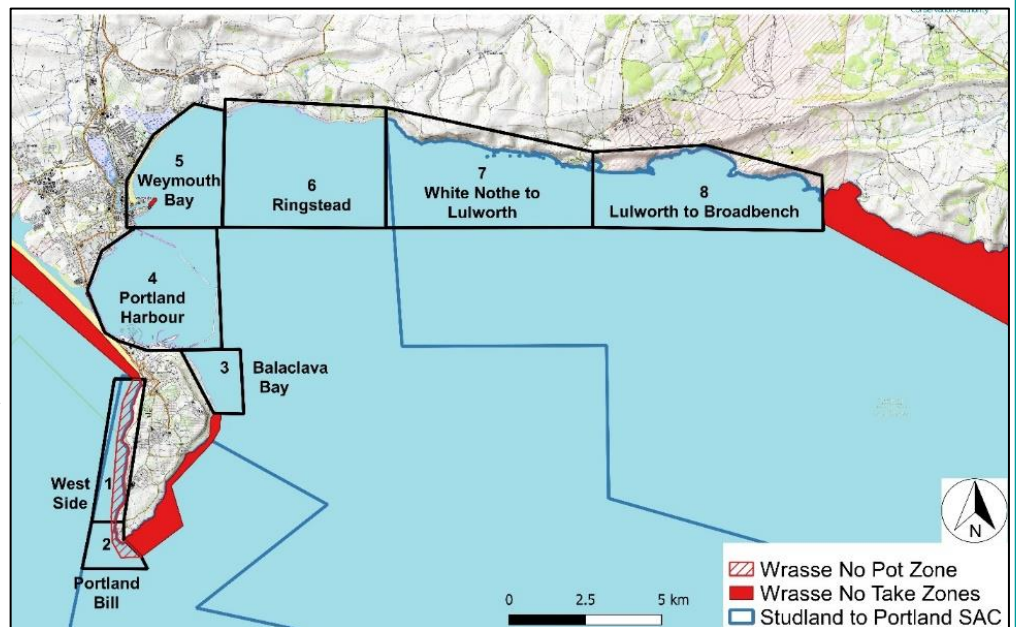 Conservation Authority
5
Weymouth
Bay
6
Ringstead
7
White Nothe to
Lulworth
8
Lulworth to Broadbench
4
Portland
Harbour
3
Balaclava
Bay
West
Side
1
2
Portland
Bill
N
0
2.5
5 km
Wrasse No Pot Zone
Wrasse No Take Zones
Studland to Portland SAC